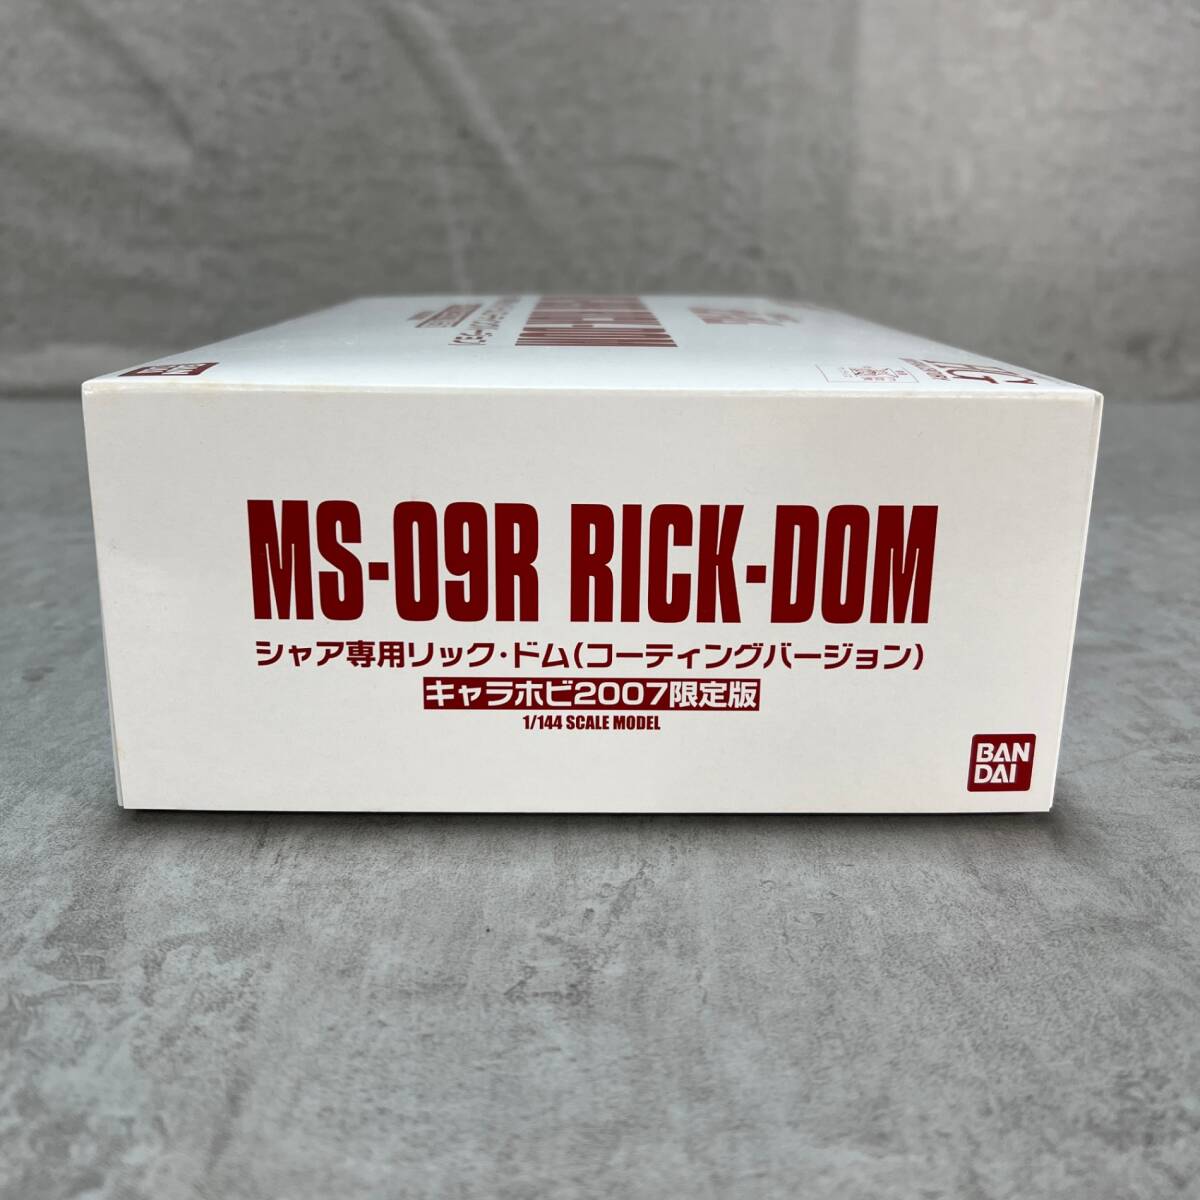 MS-09R RICK-DOM
シャア専用リック・ドム(コーティングバージョン)
キャラホビ2007限定版
1/144 SCALE MODEL
BAN
DAI